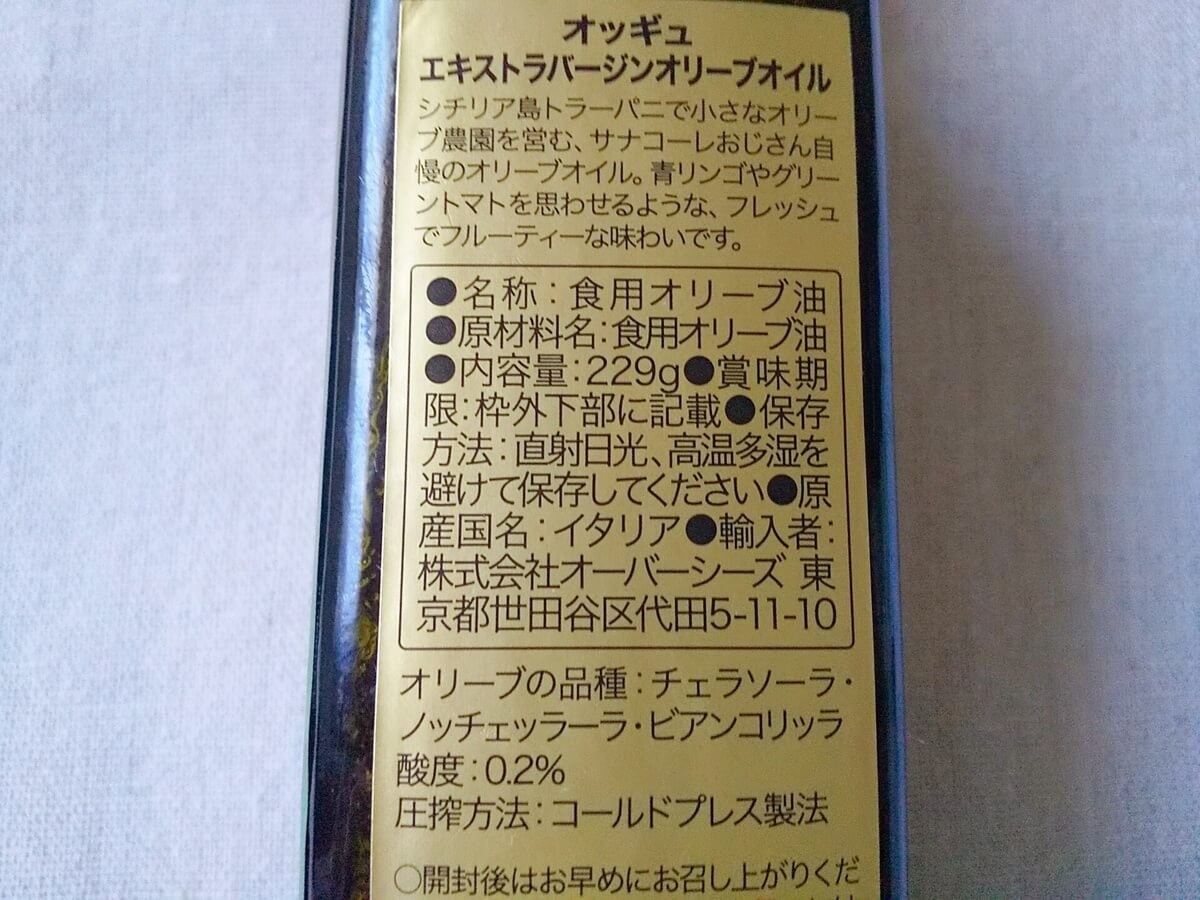 オッギュ
エキストラバージンオリーブオイル
シチリア島トラーパニで小さなオリー
ブ農園を営む、サナコーレおじさん自
慢のオリーブオイル。青リンゴやグリー
ントマトを思わせるような、フレッシュ
でフルーティーな味わいです。
●名称:食用オリーブ油
●原材料名:食用オリーブ油
●内容量:229g●賞味期
限:枠外下部に記載●保存
方法:直射日光、高温多湿を
避けて保存してください●原
産国名:イタリア●輸入者:
株式会社オーバーシーズ 東
京都世田谷区代田5-11-10
オリーブの品種:チェラソーラ・
ノッチェッラーラ・ビアンコリッラ
酸度:0.2%
圧搾方法:コールドプレス製法
○開封後はお早めにお召し上がりくだ